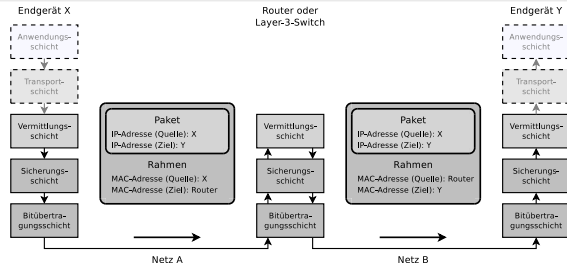 Endgerät X
Anwendungs-
schicht
Transport-
schicht
Vermittlungs-
schicht
Sicherungs-
schicht
Bitübertra-
gungsschicht
Paket
IP-Adresse (Quelle): X
IP-Adresse (Ziel): Y
Rahmen
MAC-Adresse (Quelle): X
MAC-Adresse (Ziel): Router
Netz A
Router oder
Layer-3-Switch
Vermittlungs-
schicht
Sicherungs-
schicht
Bitübertra-
gungsschicht
Paket
IP-Adresse (Quelle): X
IP-Adresse (Ziel): Y
Rahmen
MAC-Adresse (Quelle): Router
MAC-Adresse (Ziel): Y
Netz B
Endgerät Y
Anwendungs-
schicht
Transport-
schicht
Vermittlungs-
schicht
Sicherungs-
schicht
Bitübertra-
gungsschicht